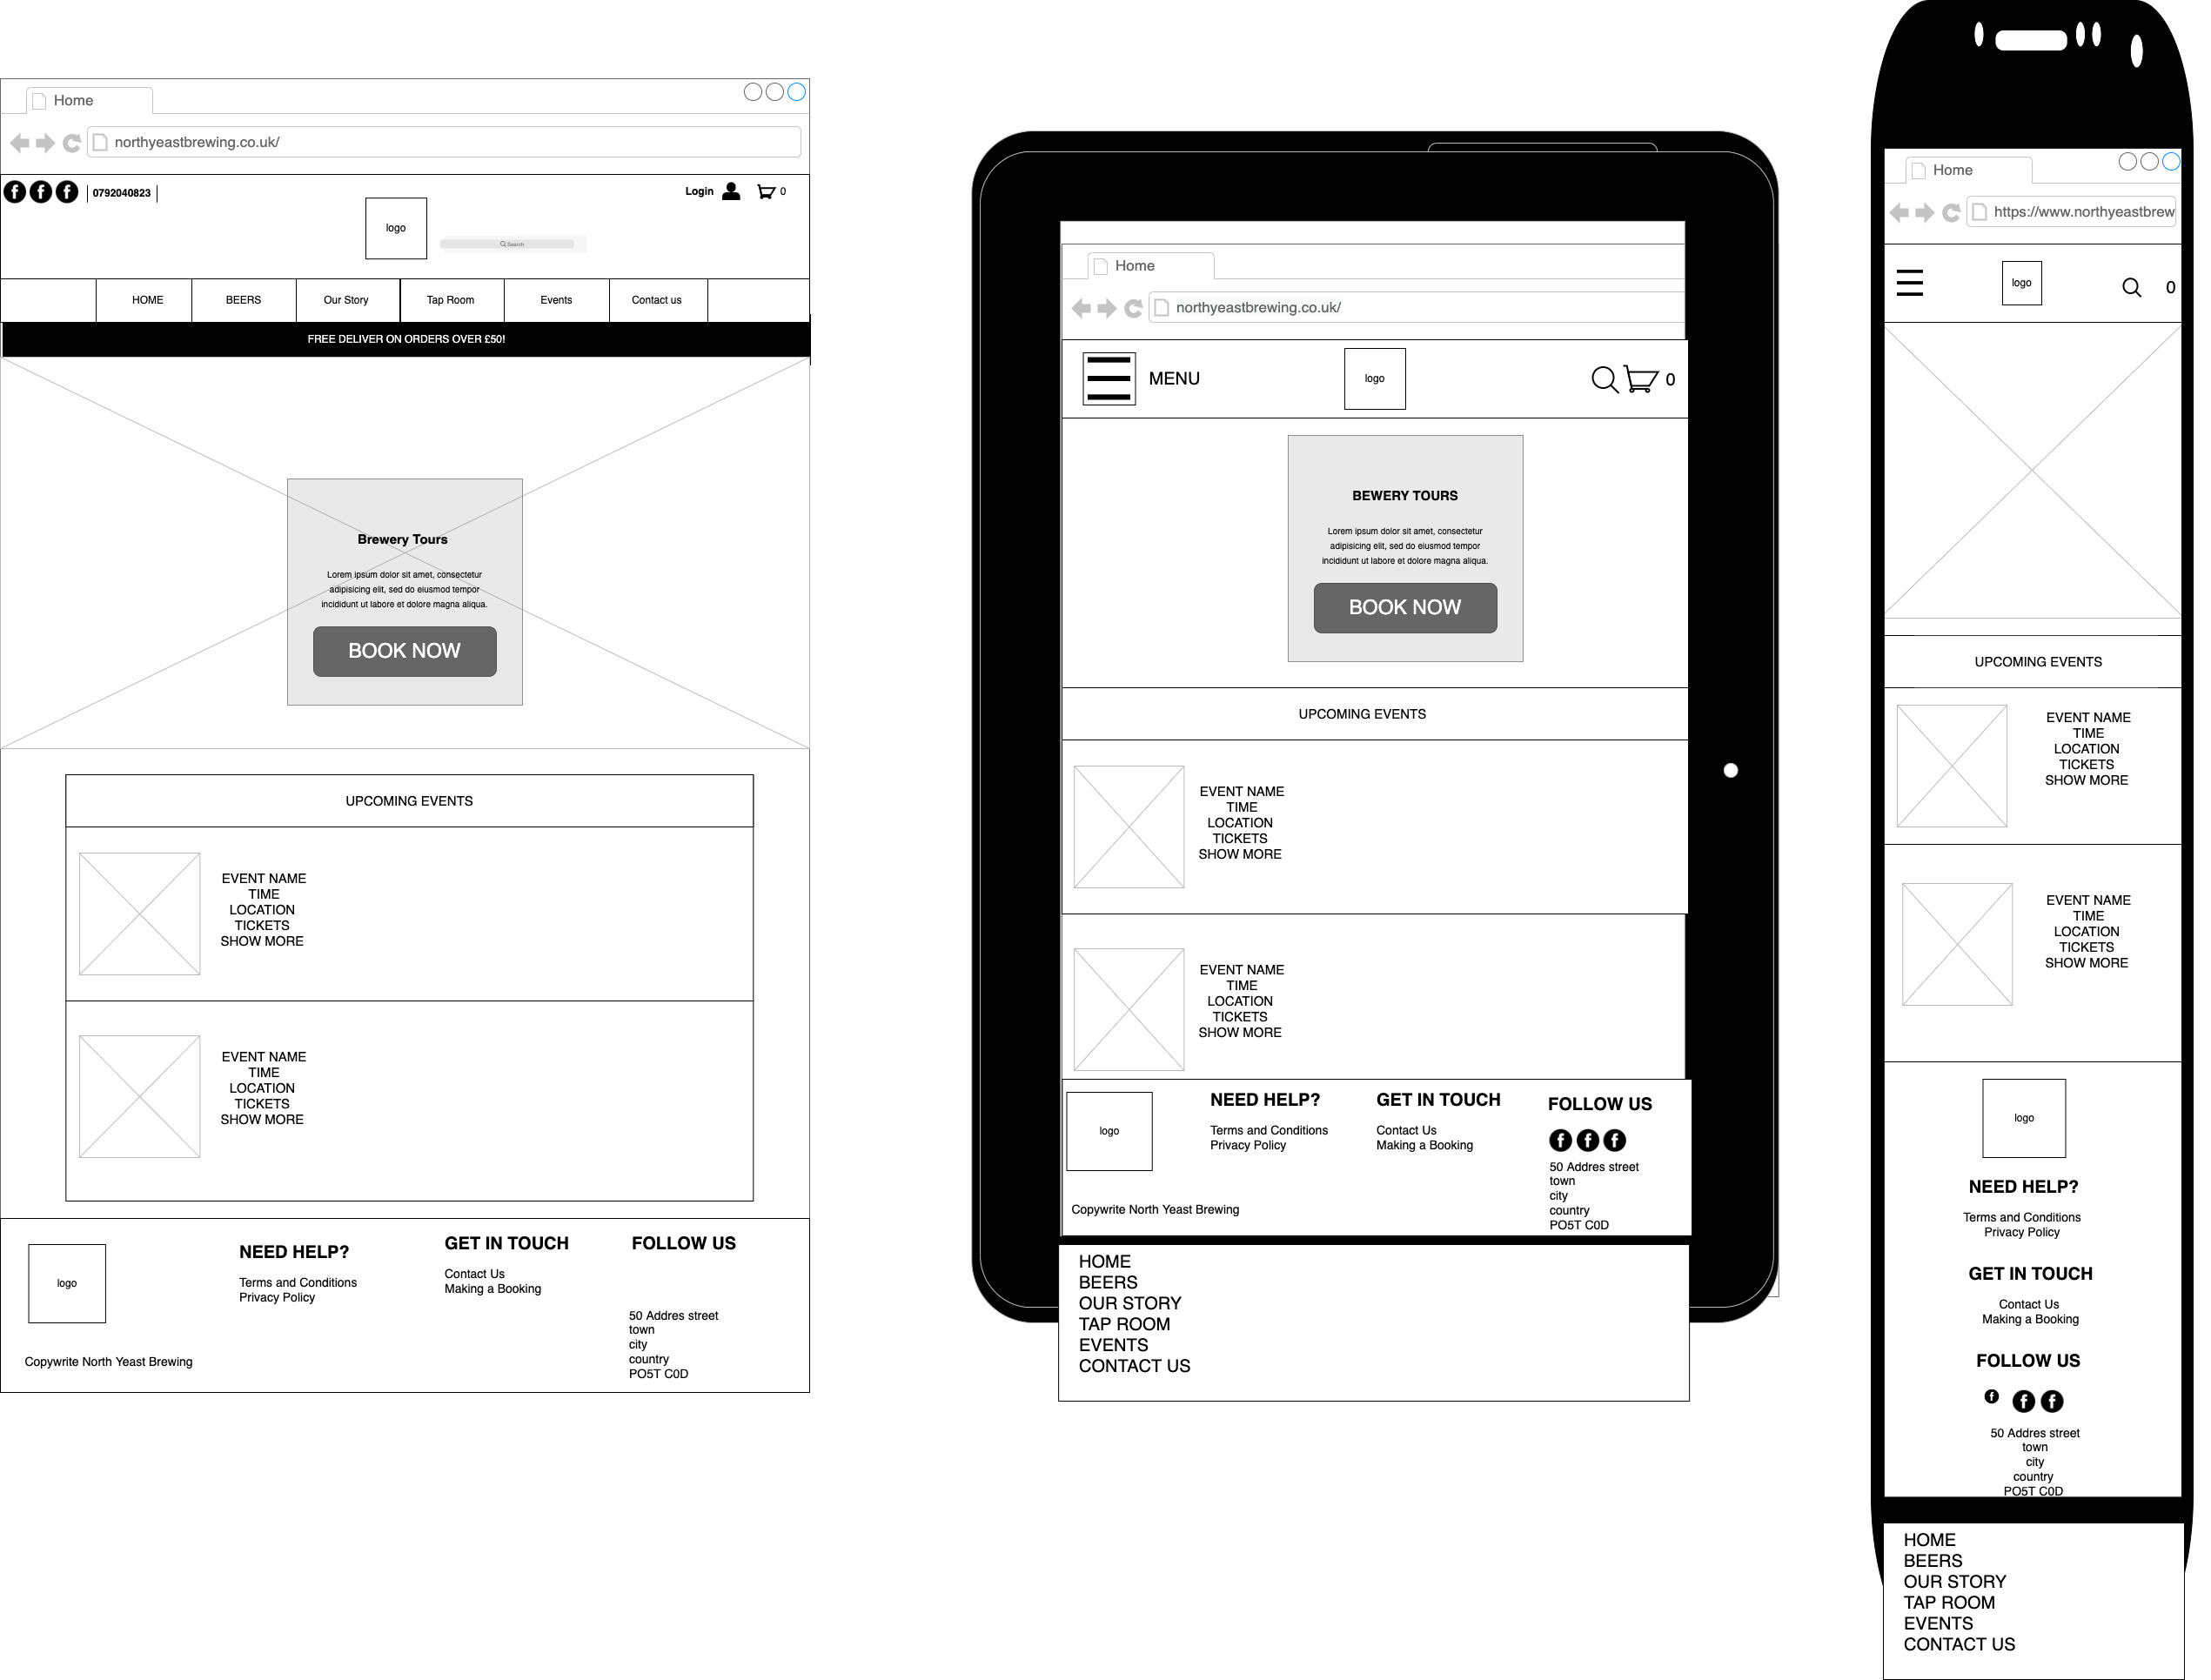 Home
northyeastbrewing.co.uk/
0792040823
Login
0
logo
Search
HOME
BEERS
Our Story
Tap Room
Events
Contact us
FREE DELIVER ON ORDERS OVER £50!
Brewery Tours
Lorem ipsum dolor sit amet, consectetur
adipisicing elit, sed do eiusmod tempor
incididunt ut labore et dolore magna aliqua.
BOOK NOW
UPCOMING EVENTS
EVENT NAME
TIME
LOCATION
TICKETS
SHOW MORE
EVENT NAME
TIME
LOCATION
TICKETS
SHOW MORE
logo
Copywrite North Yeast Brewing
NEED HELP?
Terms and Conditions
Privacy Policy
GET IN TOUCH
Contact Us
Making a Booking
FOLLOW US
50 Addres street
town
city
country
PO5T C0D
Home
northyeastbrewing.co.uk/
MENU
logo
0
BEWERY TOURS
Lorem ipsum dolor sit amet, consectetur
adipisicing elit, sed do eiusmod tempor
incididunt ut labore et dolore magna aliqua.
BOOK NOW
UPCOMING EVENTS
EVENT NAME
TIME
LOCATION
TICKETS
SHOW MORE
EVENT NAME
TIME
LOCATION
TICKETS
SHOW MORE
logo
Copywrite North Yeast Brewing
NEED HELP?
Terms and Conditions
Privacy Policy
GET IN TOUCH
Contact Us
Making a Booking
FOLLOW US
50 Addres street
town
city
country
PO5T C0D
HOME
BEERS
OUR STORY
TAP ROOM
EVENTS
CONTACT US
Home
https://www.northyeastbrew
logo
0
UPCOMING EVENTS
EVENT NAME
TIME
LOCATION
TICKETS
SHOW MORE
EVENT NAME
TIME
LOCATION
TICKETS
SHOW MORE
logo
NEED HELP?
Terms and Conditions
Privacy Policy
GET IN TOUCH
Contact Us
Making a Booking
FOLLOW US
50 Addres street
town
city
country
PO5T C0D
HOME
BEERS
OUR STORY
TAP ROOM
EVENTS
CONTACT US